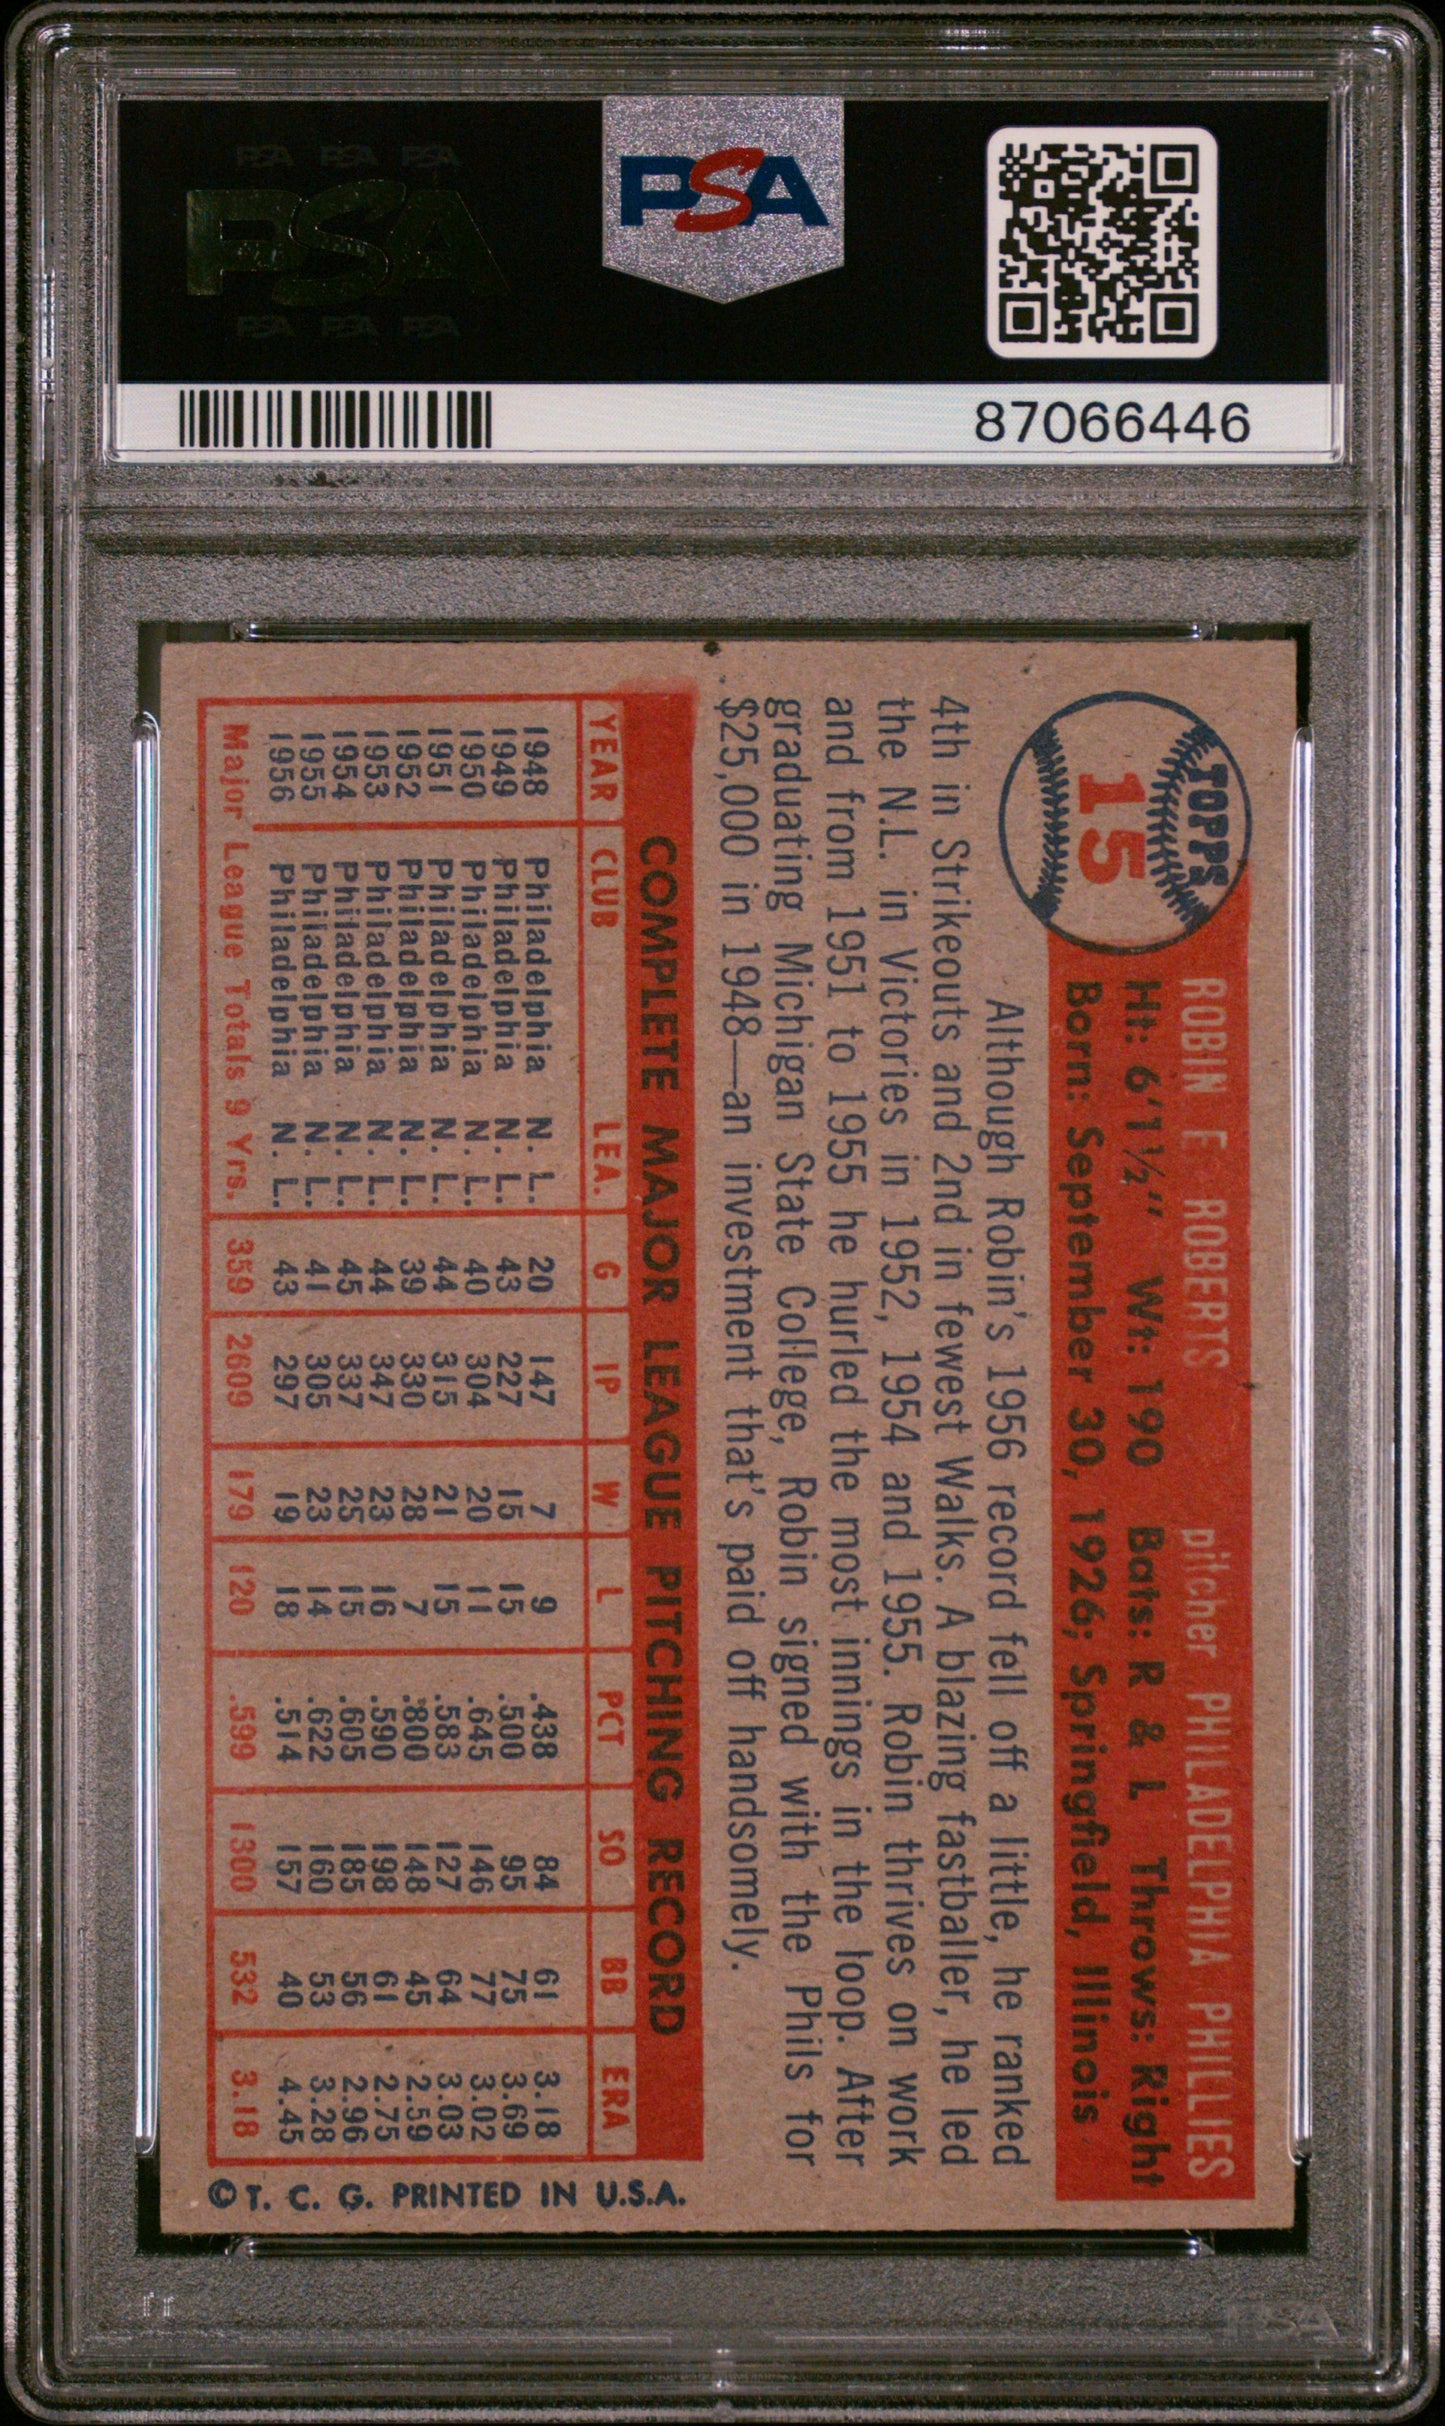 PSA PSA PSA
PSA
PSA PSA PSA
PSA
87066446
TOPPS
15
ROBIN E ROBERTS pitcher PHILADELPHIA PHILLIES
Ht: 6'1½" Wt: 190 Bats: R & L Throws: Right
Born: September 30, 1926; Springfield, Illinois
Although Robin's 1956 record fell off a little, he ranked
4th in Strikeouts and 2nd in fewest Walks. A blazing fastballer, he led
the N.L. in Victories in 1952, 1954 and 1955. Robin thrives on work
and from 1951 to 1955 he hurled the most innings in the loop. After
graduating Michigan State College, Robin signed with the Phils for
$25,000 in 1948—an investment that's paid off handsomely.
COMPLETE MAJOR LEAGUE PITCHING RECORD
YEAR CLUB LEA. G IP W L PCT SO BB ERA
1948 Philadelphia N. L. 20 147 7 9 .438 84 61 3.18
1949 Philadelphia N. L. 43 227 15 15 .500 95 75 3.69
1950 Philadelphia N. L. 40 304 20 11 .645 146 77 3.02
1951 Philadelphia N. L. 44 315 21 15 .583 127 64 3.03
1952 Philadelphia N. L. 39 330 28 7 .800 148 45 2.59
1953 Philadelphia N. L. 44 347 23 16 .590 198 61 2.75
1954 Philadelphia N. L. 45 337 25 15 .605 185 56 2.96
1955 Philadelphia N. L. 41 305 23 14 .622 160 53 3.28
1956 Philadelphia N. L. 43 297 19 18 .514 157 40 4.45
Major League Totals 9 Yrs. 359 2609 179 120 .599 1300 532 3.18
© T. C. G. PRINTED IN U.S.A.
PSA